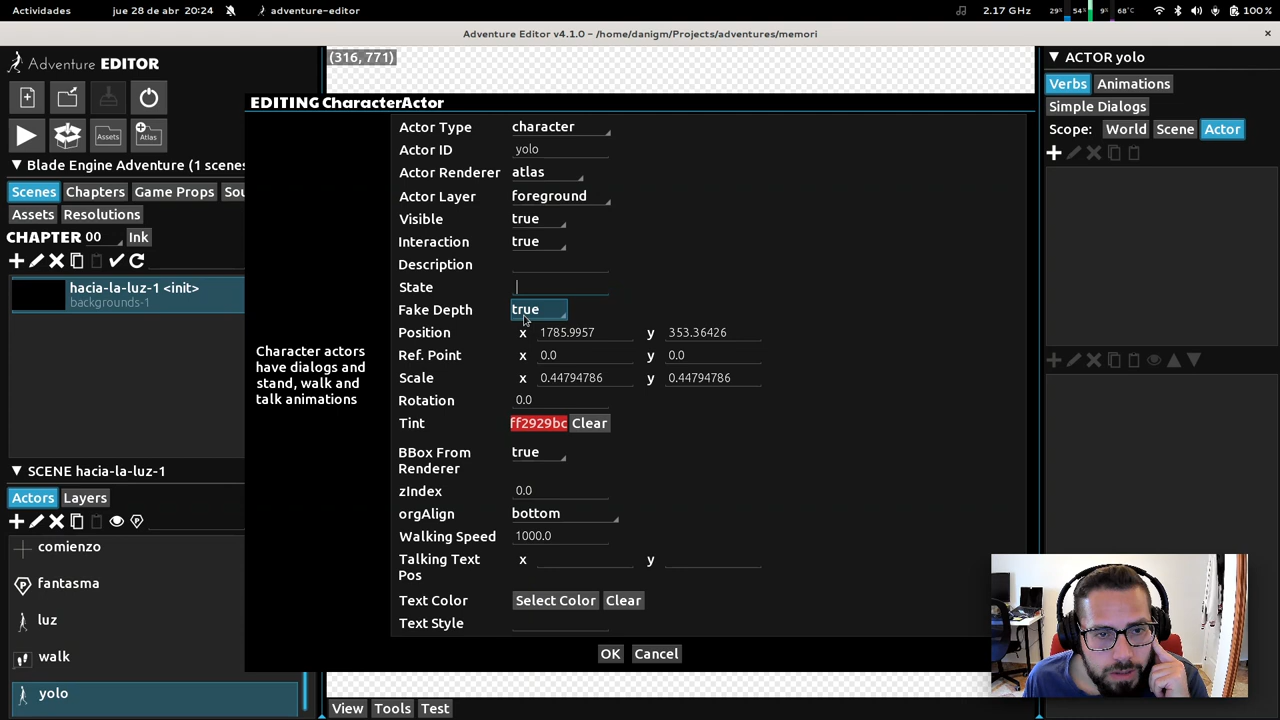 Actividades
jue 28 de abr 20:24
adventure-editor
29%
54%
9%
68°C
2.17 GHz
100 %
Adventure Editor v4.1.0 - /home/danigm/Projects/adventures/memori
Adventure EDITOR
Assets
Atlas
Blade Engine Adventure (1 scenes
Scenes
Chapters
Game Props
Sou
Assets
Resolutions
CHAPTER 00
Ink
hacia-la-luz-1 <init>
backgrounds-1
SCENE hacia-la-luz-1
Actors
Layers
comienzo
fantasma
luz
walk
yolo
(316, 771)
EDITING CharacterActor
Character actors
have dialogs and
stand, walk and
talk animations
Actor Type character
Actor ID yolo
Actor Renderer atlas
Actor Layer foreground
Visible true
Interaction true
Description
State
Fake Depth true
Position x 1785.9957 y 353.36426
Ref. Point x 0.0 y 0.0
Scale x 0.44794786 y 0.44794786
Rotation 0.0
Tint ff2929bc Clear
BBox From
Renderer true
zIndex 0.0
orgAlign bottom
Walking Speed 1000.0
Talking Text
Pos x y
Text Color Select Color Clear
Text Style
OK Cancel
View
Tools
Test
ACTOR yolo
Verbs
Animations
Simple Dialogs
Scope: World Scene Actor